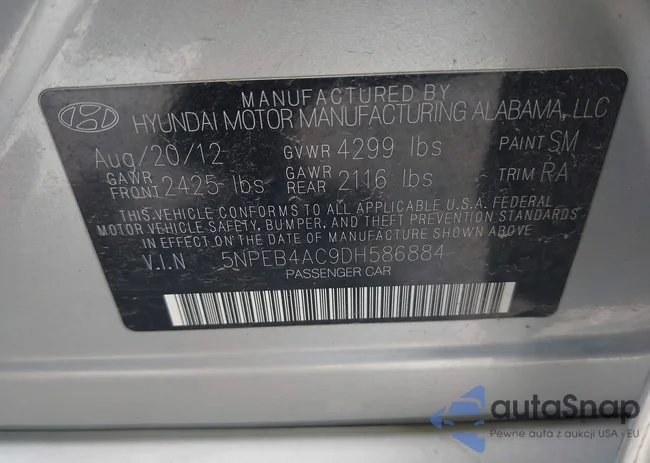 MANUFACTURED BY
HYUNDAI MOTOR MANUFACTURING ALABAMA, LLC
Aug/20/12 GVWR 4299 lbs PAINT SM
GAWR FRONT 2425 lbs GAWR REAR 2116 lbs TRIM RA
THIS VEHICLE CONFORMS TO ALL APPLICABLE U.S.A. FEDERAL
MOTOR VEHICLE SAFETY, BUMPER, AND THEFT PREVENTION STANDARDS
IN EFFECT ON THE DATE OF MANUFACTURE SHOWN ABOVE.
V.I.N 5NPEB4AC9DH586884
PASSENGER CAR
autoSnap
Pewne auta z aukcji USA i EU